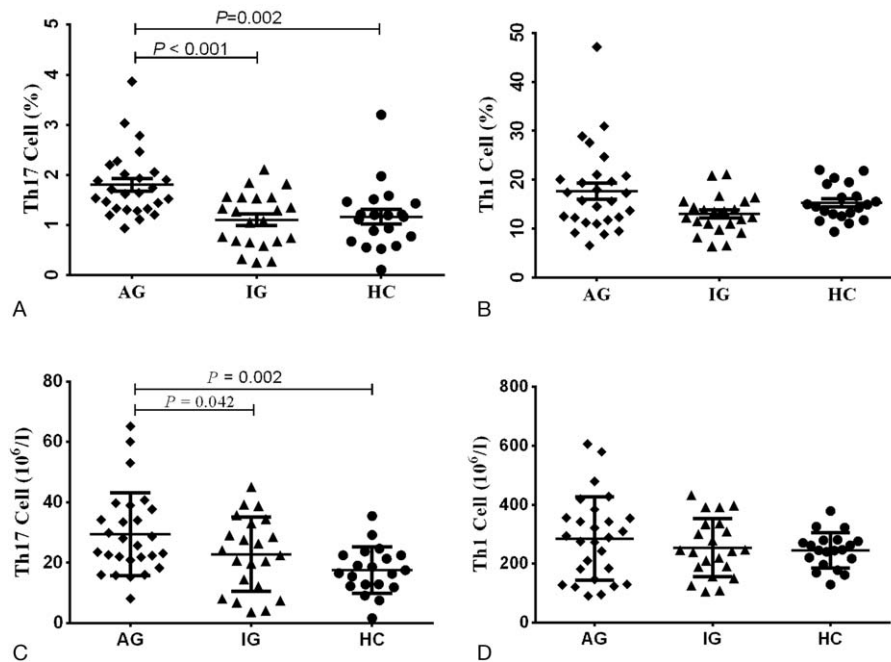 P=0.002
P < 0.001
Th17 Cell (%)
5
4
3
2
1
0
AG IG HC
A
Th1 Cell (%)
50
40
30
20
10
0
AG IG HC
B
P = 0.002
P = 0.042
Th17 Cell (10⁶/l)
80
60
40
20
0
AG IG HC
C
Th1 Cell (10⁶/l)
800
600
400
200
0
AG IG HC
D